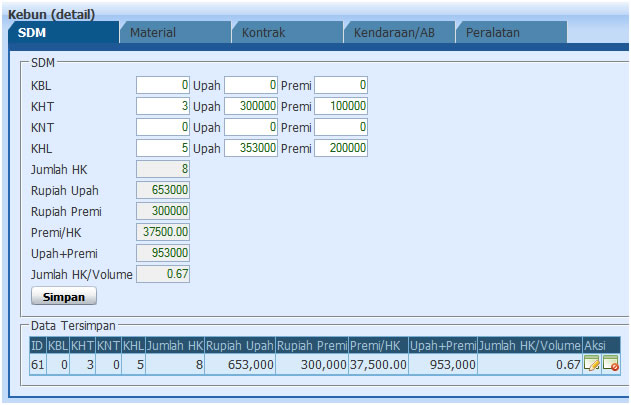 Kebun (detail)
SDM Material Kontrak Kendaraan/AB Peralatan
SDM
KBL 0 Upah 0 Premi 0
KHT 3 Upah 300000 Premi 100000
KNT 0 Upah 0 Premi 0
KHL 5 Upah 353000 Premi 200000
Jumlah HK 8
Rupiah Upah 653000
Rupiah Premi 300000
Premi/HK 37500.00
Upah+Premi 953000
Jumlah HK/Volume 0.67
Simpan
Data Tersimpan
ID KBL KHT KNT KHL Jumlah HK Rupiah Upah Rupiah Premi Premi/HK Upah+Premi Jumlah HK/Volume Aksi
61 0 3 0 5 8 653,000 300,000 37,500.00 953,000 0.67